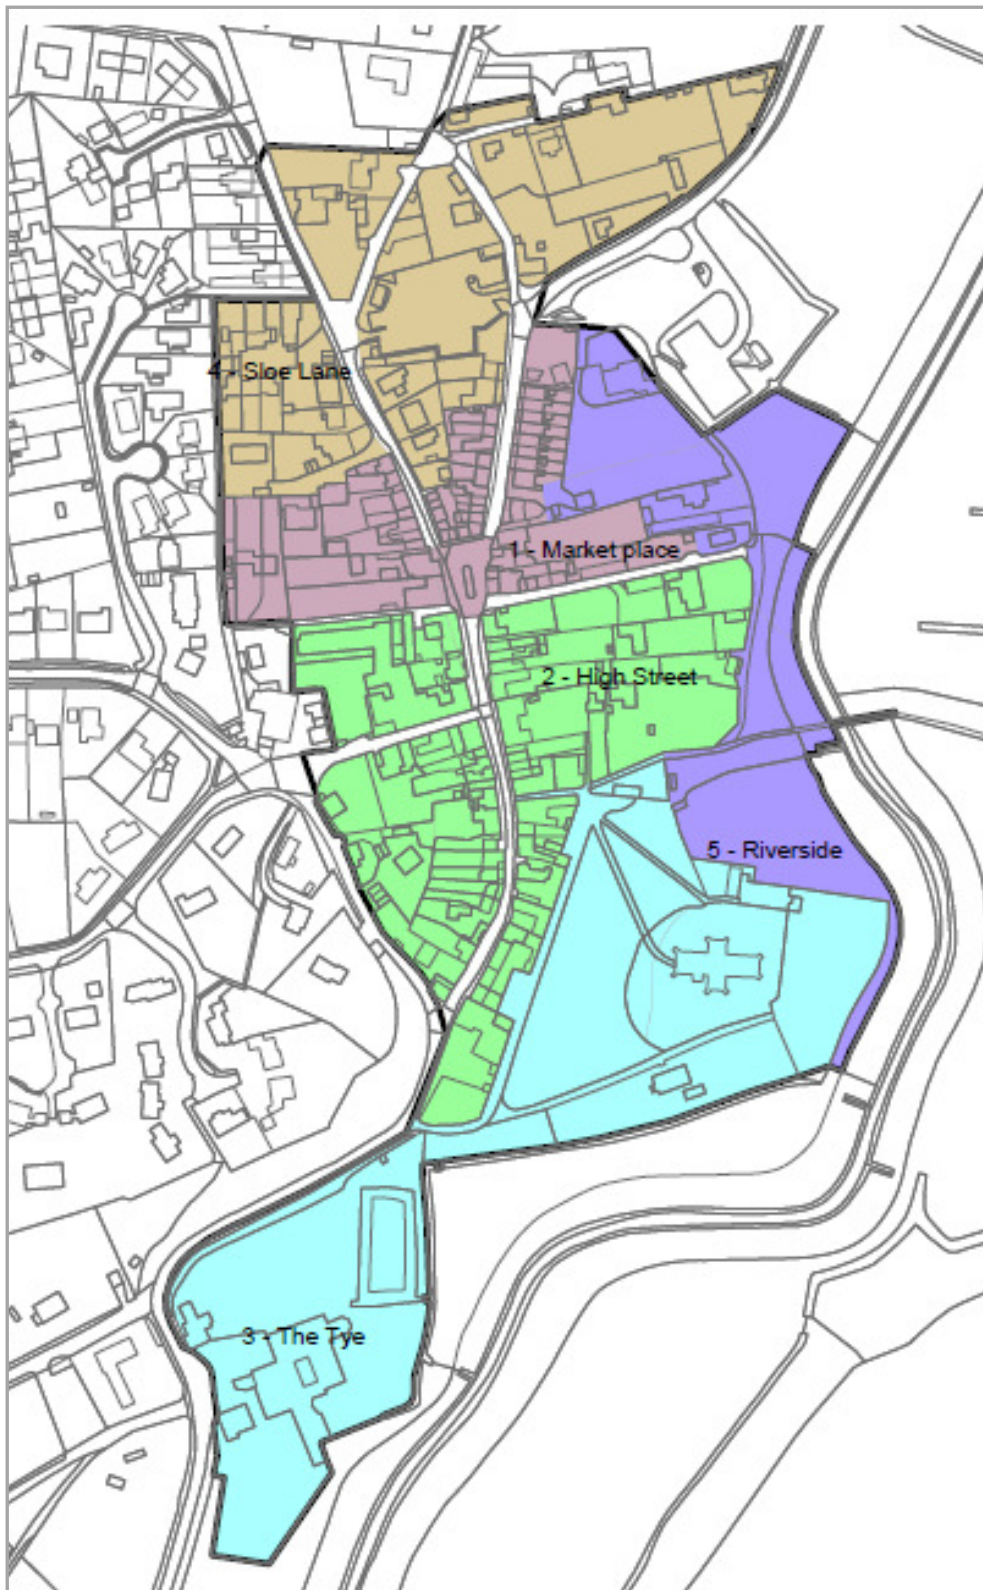 4 - Sloe Lane
1 - Market place
2 - High Street
5 - Riverside
3 - The Tye